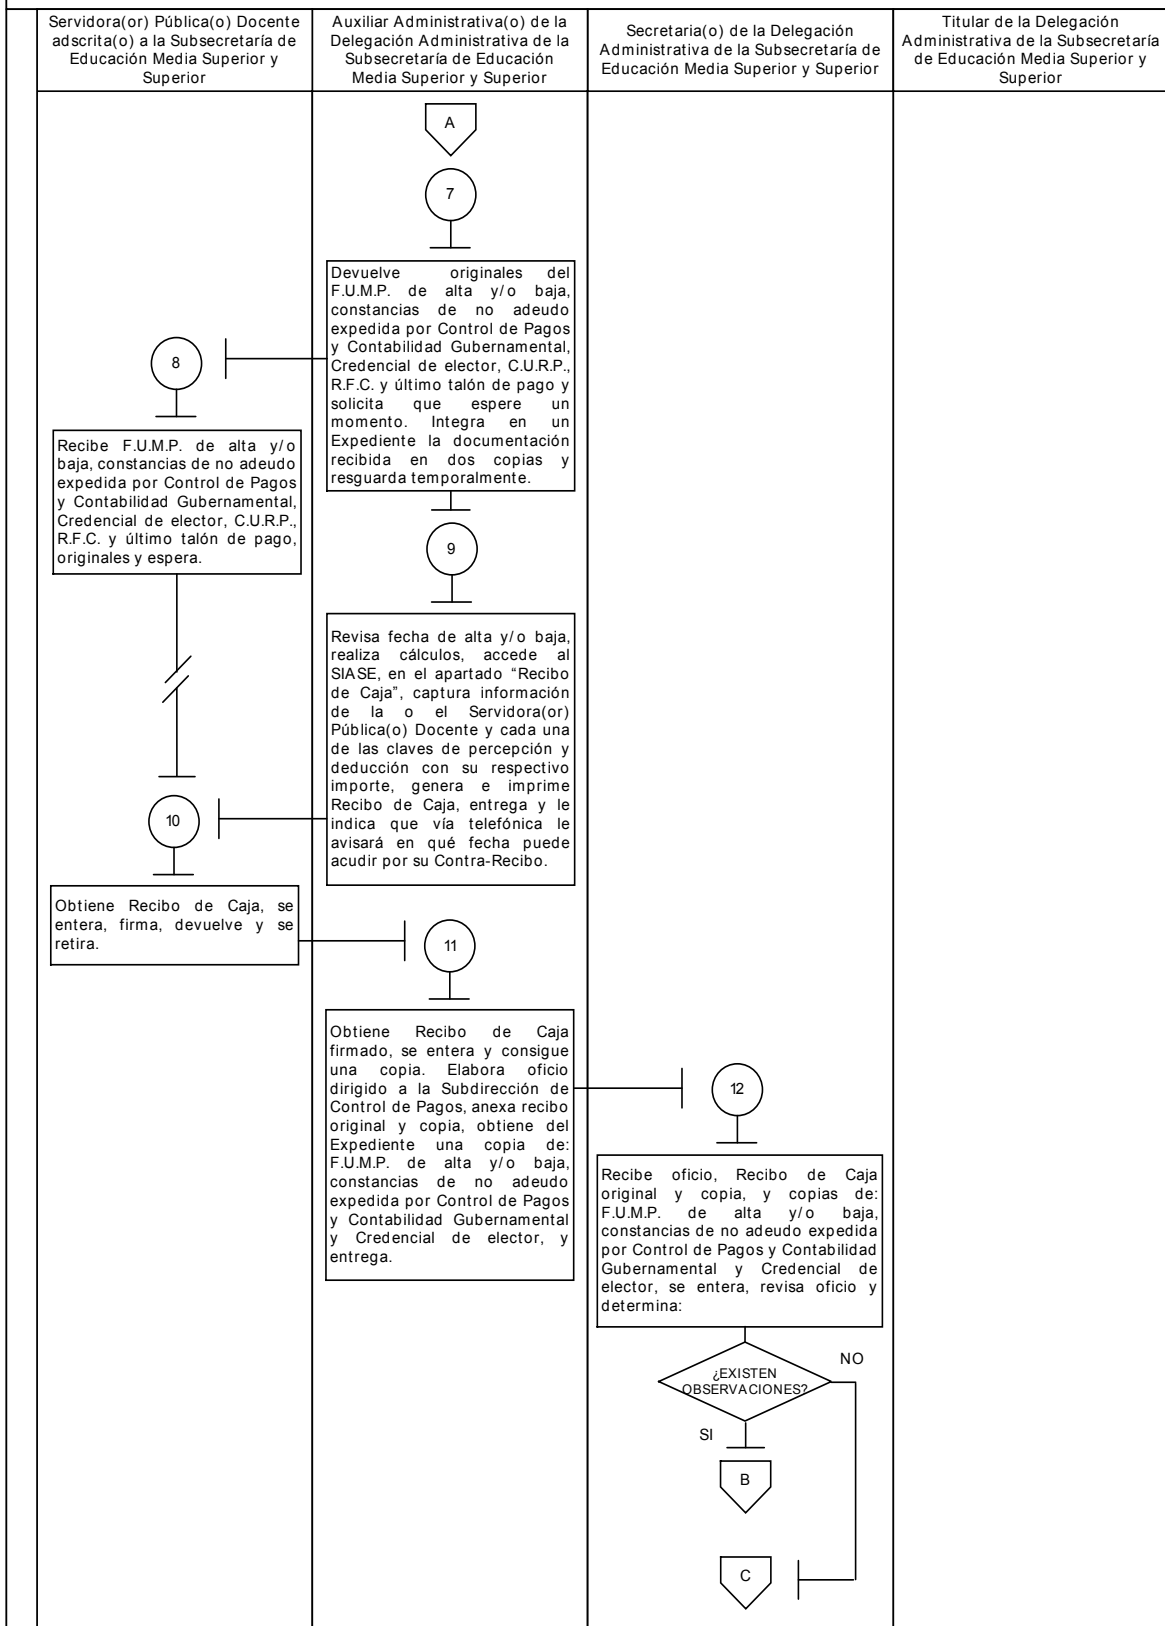 Servidora(or) Pública(o) Docente
adscrita(o) a la Subsecretaría de
Educación Media Superior y
Superior
Auxiliar Administrativa(o) de la
Delegación Administrativa de la
Subsecretaría de Educación
Media Superior y Superior
Secretaria(o) de la Delegación
Administrativa de la Subsecretaría de
Educación Media Superior y Superior
Titular de la Delegación
Administrativa de la Subsecretaría
de Educación Media Superior y
Superior
A
7
Devuelve originales del
F.U.M.P. de alta y/o baja,
constancias de no adeudo
expedida por Control de Pagos
y Contabilidad Gubernamental,
Credencial de elector, C.U.R.P.,
R.F.C. y último talón de pago y
solicita que espere un
momento. Integra en un
Expediente la documentación
recibida en dos copias y
resguarda temporalmente.
8
Recibe F.U.M.P. de alta y/o
baja, constancias de no adeudo
expedida por Control de Pagos
y Contabilidad Gubernamental,
Credencial de elector, C.U.R.P.,
R.F.C. y último talón de pago,
originales y espera.
9
Revisa fecha de alta y/o baja,
realiza cálculos, accede al
SIASE, en el apartado “Recibo
de Caja”, captura información
de la o el Servidora(or)
Pública(o) Docente y cada una
de las claves de percepción y
deducción con su respectivo
importe, genera e imprime
Recibo de Caja, entrega y le
indica que vía telefónica le
avisará en qué fecha puede
acudir por su Contra-Recibo.
10
Obtiene Recibo de Caja, se
entera, firma, devuelve y se
retira.
11
Obtiene Recibo de Caja
firmado, se entera y consigue
una copia. Elabora oficio
dirigido a la Subdirección de
Control de Pagos, anexa recibo
original y copia, obtiene del
Expediente una copia de:
F.U.M.P. de alta y/o baja,
constancias de no adeudo
expedida por Control de Pagos
y Contabilidad Gubernamental
y Credencial de elector, y
entrega.
12
Recibe oficio, Recibo de Caja
original y copia, y copias de:
F.U.M.P. de alta y/o baja,
constancias de no adeudo expedida
por Control de Pagos y Contabilidad
Gubernamental y Credencial de
elector, se entera, revisa oficio y
determina:
¿EXISTEN
OBSERVACIONES?
NO
SI
B
C